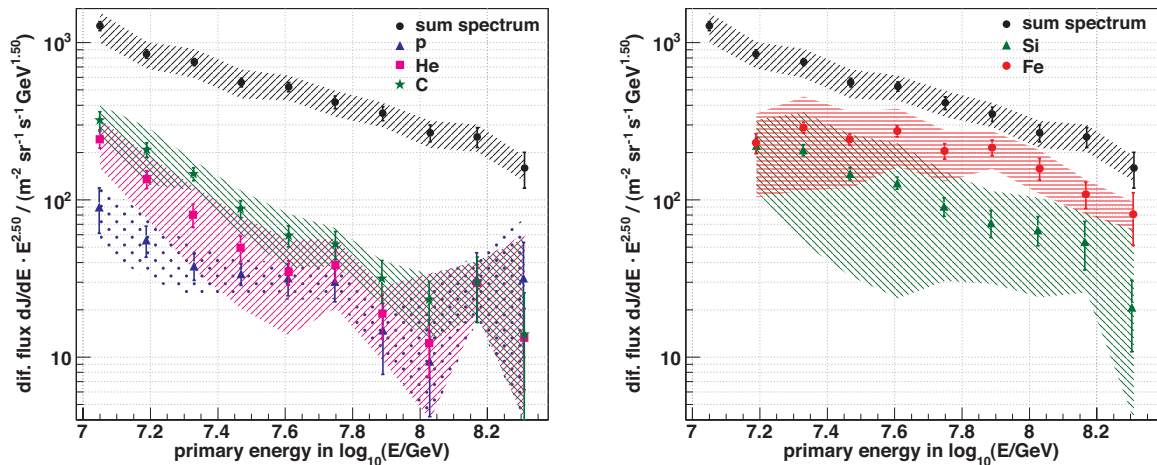 dif. flux dJ/dE · E^2.50 / (m^-2 sr^-1 s^-1 GeV^1.50)
10^3
10^2
10
sum spectrum
p
He
C
7 7.2 7.4 7.6 7.8 8 8.2
primary energy in log_10(E/GeV)
dif. flux dJ/dE · E^2.50 / (m^-2 sr^-1 s^-1 GeV^1.50)
10^3
10^2
10
sum spectrum
Si
Fe
7 7.2 7.4 7.6 7.8 8 8.2
primary energy in log_10(E/GeV)